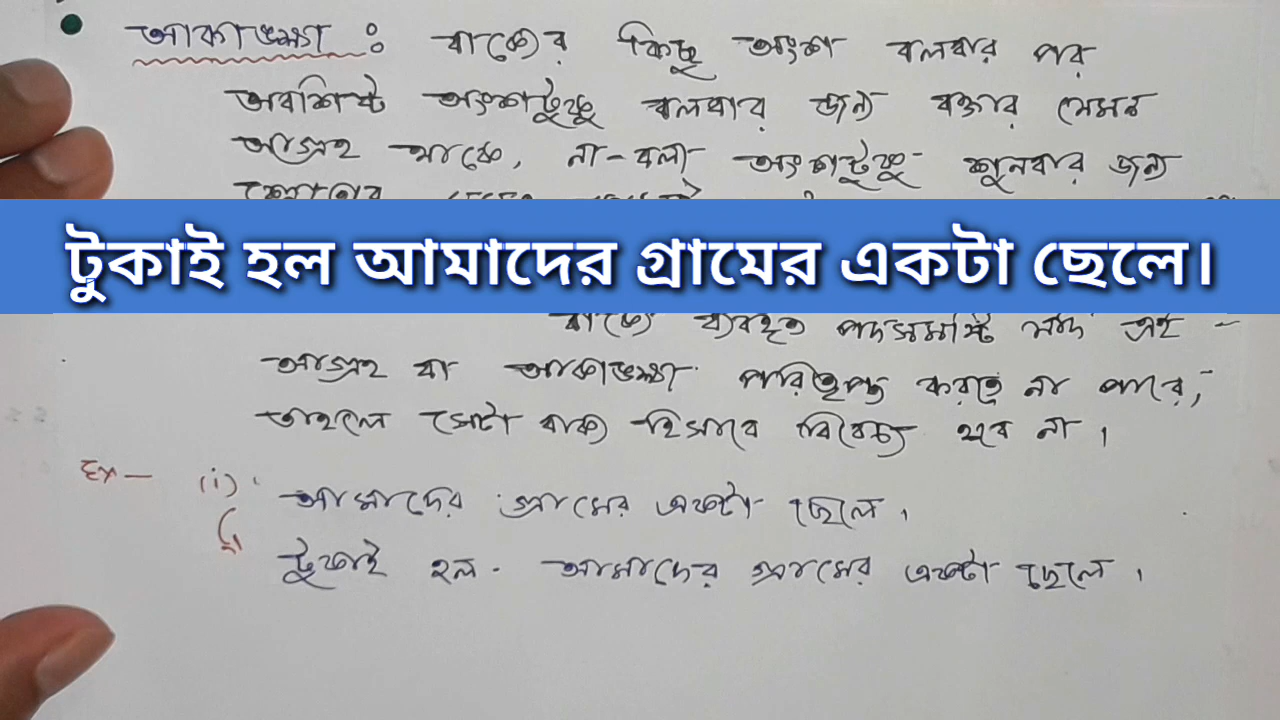 আকাঙ্ক্ষা : বাক্যের কিছু অংশ বলবার পর
অবশিষ্ট অংশটুকু বলবার জন্য বক্তার যেমন
আগ্রহ থাকে, না-বলা অংশটুকু শুনবার জন্য
শ্রোতার
টুকাই হল আমাদের গ্রামের একটা ছেলে।
বাক্যে ব্যবহৃত পদসমষ্টি যদি এই -
আগ্রহ বা আকাঙ্ক্ষা পরিতৃপ্ত করতে না পারে,
তাহলে সেটা বাক্য হিসাবে বিবেচ্য হবে না।
Ex - (i) আমাদের গ্রামের একটা ছেলে।
টুকাই হল আমাদের গ্রামের একটা ছেলে।